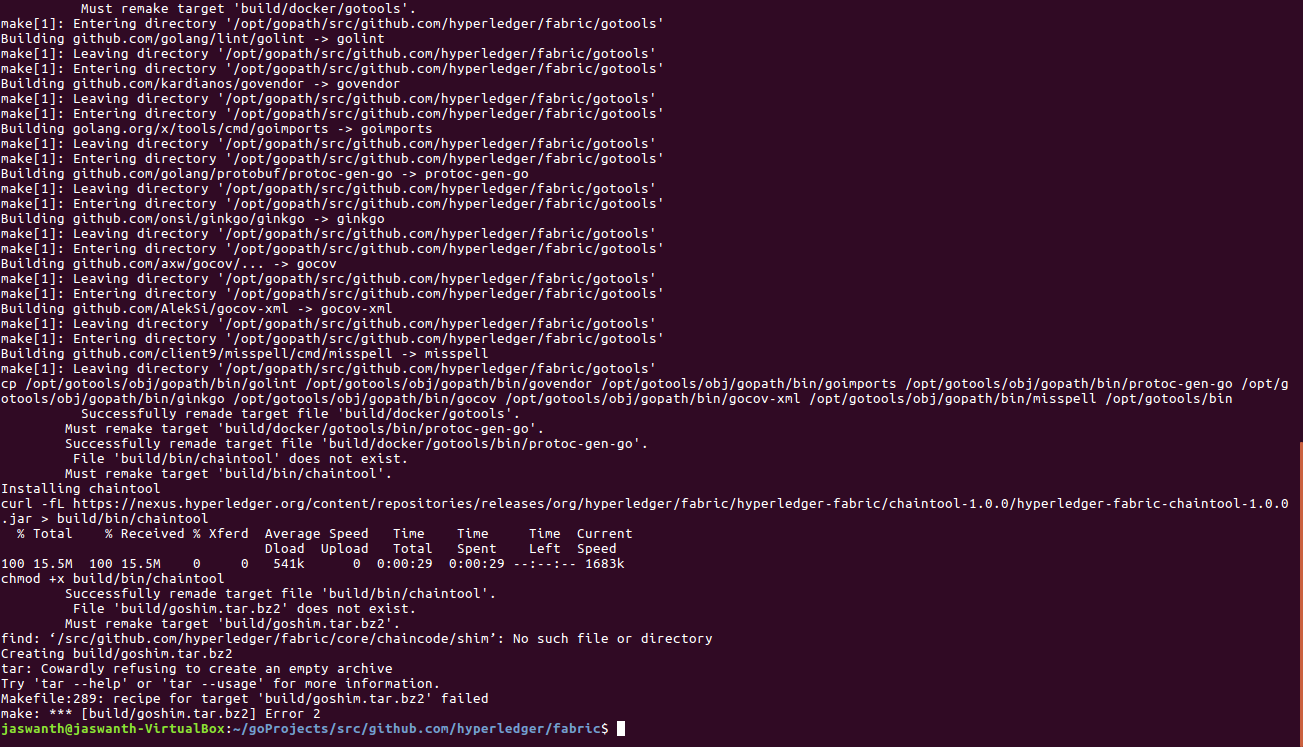 Must remake target 'build/docker/gotools'.
make[1]: Entering directory '/opt/gopath/src/github.com/hyperledger/fabric/gotools'
Building github.com/golang/lint/golint -> golint
make[1]: Leaving directory '/opt/gopath/src/github.com/hyperledger/fabric/gotools'
make[1]: Entering directory '/opt/gopath/src/github.com/hyperledger/fabric/gotools'
Building github.com/kardianos/govendor -> govendor
make[1]: Leaving directory '/opt/gopath/src/github.com/hyperledger/fabric/gotools'
make[1]: Entering directory '/opt/gopath/src/github.com/hyperledger/fabric/gotools'
Building golang.org/x/tools/cmd/goimports -> goimports
make[1]: Leaving directory '/opt/gopath/src/github.com/hyperledger/fabric/gotools'
make[1]: Entering directory '/opt/gopath/src/github.com/hyperledger/fabric/gotools'
Building github.com/golang/protobuf/protoc-gen-go -> protoc-gen-go
make[1]: Leaving directory '/opt/gopath/src/github.com/hyperledger/fabric/gotools'
make[1]: Entering directory '/opt/gopath/src/github.com/hyperledger/fabric/gotools'
Building github.com/onsi/ginkgo/ginkgo -> ginkgo
make[1]: Leaving directory '/opt/gopath/src/github.com/hyperledger/fabric/gotools'
make[1]: Entering directory '/opt/gopath/src/github.com/hyperledger/fabric/gotools'
Building github.com/axw/gocov/... -> gocov
make[1]: Leaving directory '/opt/gopath/src/github.com/hyperledger/fabric/gotools'
make[1]: Entering directory '/opt/gopath/src/github.com/hyperledger/fabric/gotools'
Building github.com/AlekSi/gocov-xml -> gocov-xml
make[1]: Leaving directory '/opt/gopath/src/github.com/hyperledger/fabric/gotools'
make[1]: Entering directory '/opt/gopath/src/github.com/hyperledger/fabric/gotools'
Building github.com/client9/misspell/cmd/misspell -> misspell
make[1]: Leaving directory '/opt/gopath/src/github.com/hyperledger/fabric/gotools'
cp /opt/gotools/obj/gopath/bin/golint /opt/gotools/obj/gopath/bin/govendor /opt/gotools/obj/gopath/bin/goimports /opt/gotools/obj/gopath/bin/protoc-gen-go /opt/g
otools/obj/gopath/bin/ginkgo /opt/gotools/obj/gopath/bin/gocov /opt/gotools/obj/gopath/bin/gocov-xml /opt/gotools/obj/gopath/bin/misspell /opt/gotools/bin
Successfully remade target file 'build/docker/gotools'.
Must remake target 'build/docker/gotools/bin/protoc-gen-go'.
Successfully remade target file 'build/docker/gotools/bin/protoc-gen-go'.
File 'build/bin/chaintool' does not exist.
Must remake target 'build/bin/chaintool'.
Installing chaintool
curl -fL https://nexus.hyperledger.org/content/repositories/releases/org/hyperledger/fabric/hyperledger-fabric/chaintool-1.0.0/hyperledger-fabric-chaintool-1.0.0
.jar > build/bin/chaintool
% Total % Received % Xferd Average Speed Time Time Time Current
Dload Upload Total Spent Left Speed
100 15.5M 100 15.5M 0 0 541k 0 0:00:29 0:00:29 --:--:-- 1683k
chmod +x build/bin/chaintool
Successfully remade target file 'build/bin/chaintool'.
File 'build/goshim.tar.bz2' does not exist.
Must remake target 'build/goshim.tar.bz2'.
find: ‘/src/github.com/hyperledger/fabric/core/chaincode/shim’: No such file or directory
Creating build/goshim.tar.bz2
tar: Cowardly refusing to create an empty archive
Try 'tar --help' or 'tar --usage' for more information.
Makefile:289: recipe for target 'build/goshim.tar.bz2' failed
make: *** [build/goshim.tar.bz2] Error 2
jaswanth@jaswanth-VirtualBox:~/goProjects/src/github.com/hyperledger/fabric$